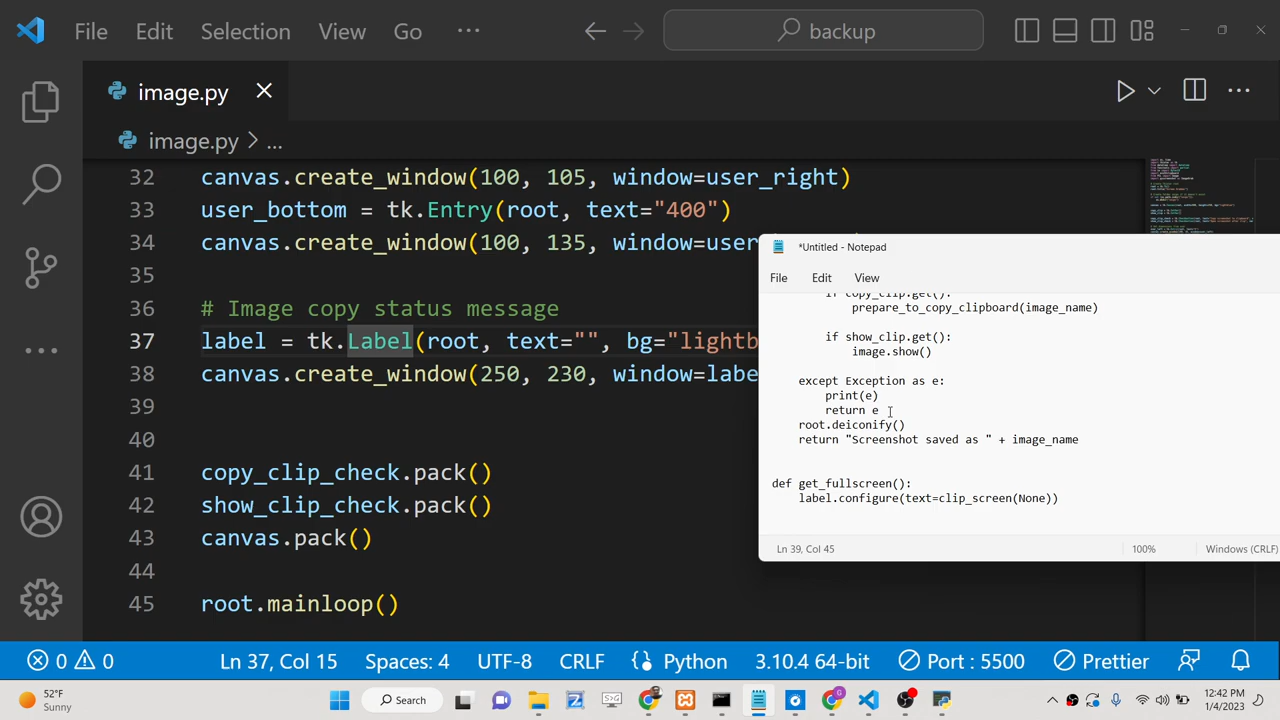 File Edit Selection View Go ··· backup
image.py
image.py > ...
32 canvas.create_window(100, 105, window=user_right)
33 user_bottom = tk.Entry(root, text="400")
34 canvas.create_window(100, 135, window=user
35
36 # Image copy status message
37 label = tk.Label(root, text="", bg="lightb
38 canvas.create_window(250, 230, window=labe
39
40
41 copy_clip_check.pack()
42 show_clip_check.pack()
43 canvas.pack()
44
45 root.mainloop()
*Untitled - Notepad
File Edit View
if copy_clip.get():
prepare_to_copy_clipboard(image_name)
if show_clip.get():
image.show()
except Exception as e:
print(e)
return e
root.deiconify()
return "Screenshot saved as " + image_name
def get_fullscreen():
label.configure(text=clip_screen(None))
Ln 39, Col 45 100% Windows (CRLF)
0 0 Ln 37, Col 15 Spaces: 4 UTF-8 CRLF Python 3.10.4 64-bit Port : 5500 Prettier
52°F
Sunny
Search
12:42 PM
1/4/2023